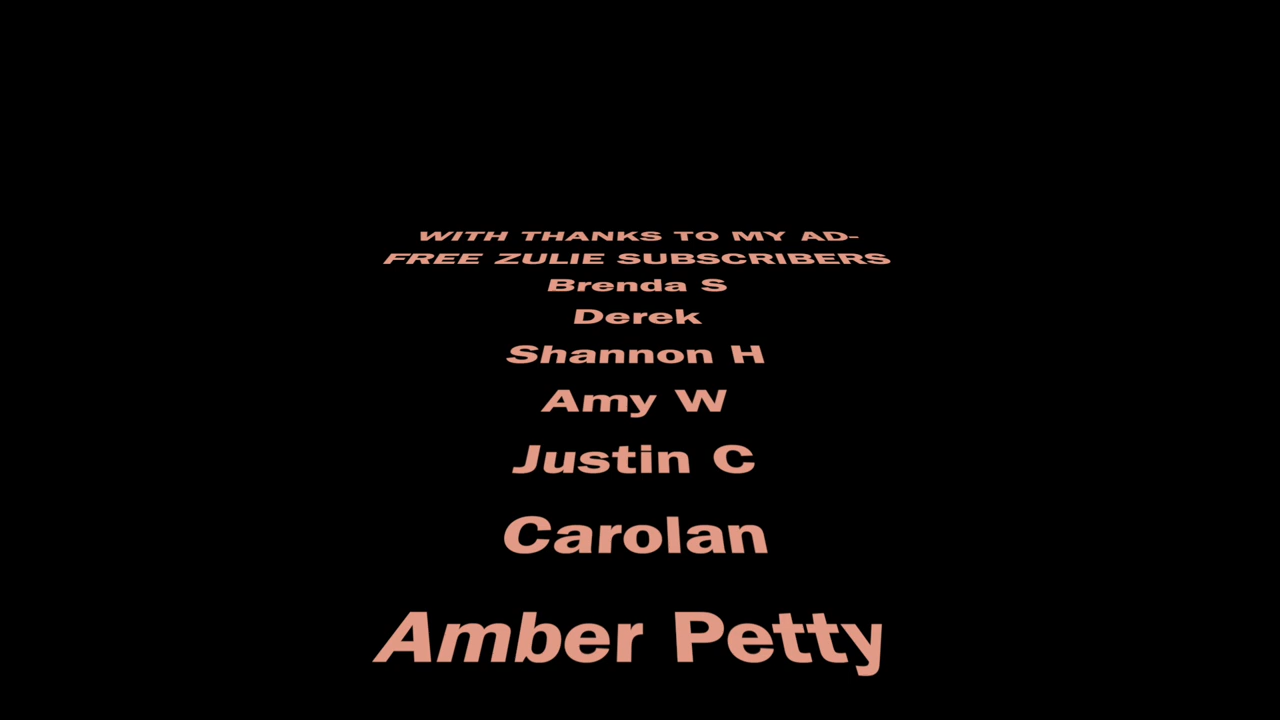 WITH THANKS TO MY AD-
FREE ZULIE SUBSCRIBERS
Brenda S
Derek
Shannon H
Amy W
Justin C
Carolan
Amber Petty